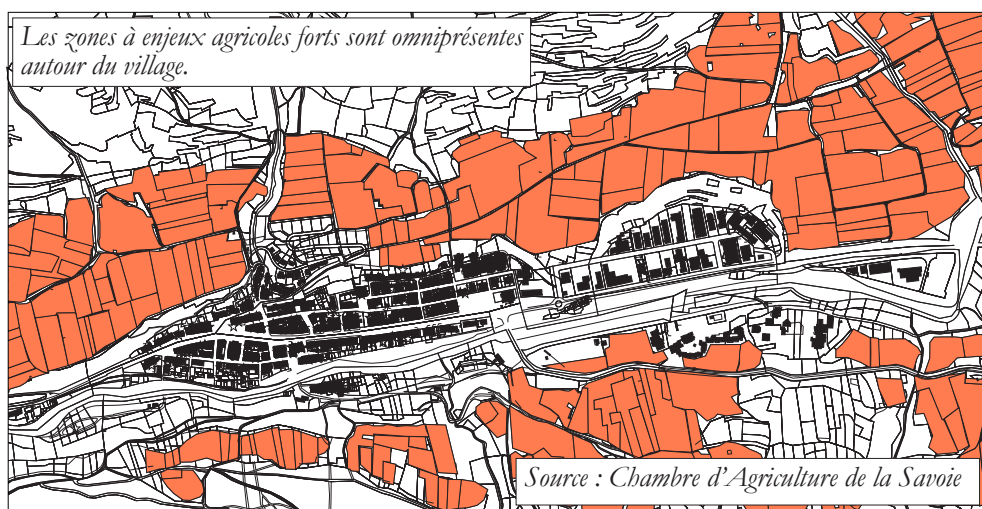 Les zones à enjeux agricoles forts sont omniprésentes
autour du village.
Source : Chambre d'Agriculture de la Savoie